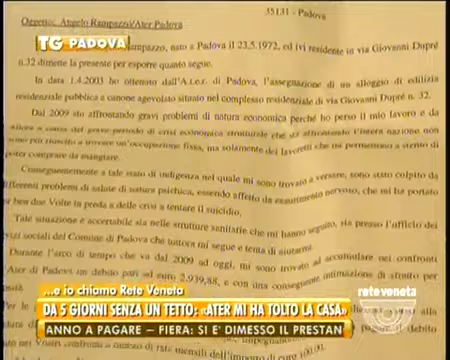 35131 - Padova
Oggetto: Angelo Rampazzo/Ater Padova
TG PADOVA
Rampazzo, nato a Padova il 23.5.1972, ed ivi residente in via Giovanni Dupré
n.32 dimette la presente per esporre quanto segue.
In data 1.4.2003 ho ottenuto dall'A.t.e.r. di Padova, l'assegnazione di un alloggio di edilizia
residenziale pubblica a canone agevolato situato nel complesso residenziale di via Giovanni Dupré n. 32.
Dal 2009 sto affrontando gravi problemi di natura economica perché ho perso il mio lavoro e da
allora a causa del grave periodo di crisi economica strutturale che sta affrontando l'intera nazione non
sono più riuscito a trovare un'occupazione fissa, ma solamente dei lavoretti che mi permettono a stento di
poter comprare da mangiare.
Conseguentemente a tale stato di indigenza nel quale mi sono trovato a versare, sono stato colpito da
differenti problemi di salute di natura psichica, essendo affetto da esaurimento nervoso, che mi ha portato
per ben due Volte in preda a delle crisi a tentare il suicidio.
Tale situazione è accertabile sia nelle strutture sanitarie che mi hanno seguito, sia presso l'ufficio dei
servizi sociali del Comune di Padova che tuttora mi segue e tenta di aiutarmi.
Durante l'arco di tempo che va dal 2009 ad oggi, mi sono trovato ad accumulare nei confronti
l'Ater di Padova un debito pari ad euro 2.939,88, e con una conseguente intimazione di sfratto per
...e io chiamo Rete Veneta
reteveneta
DA 5 GIORNI SENZA UN TETTO: «ATER MI HA TOLTO LA CASA»
ANNO A PAGARE – FIERA: SI E' DIMESSO IL PRESTAN
rate mensili dell'importo di euro 100,00.